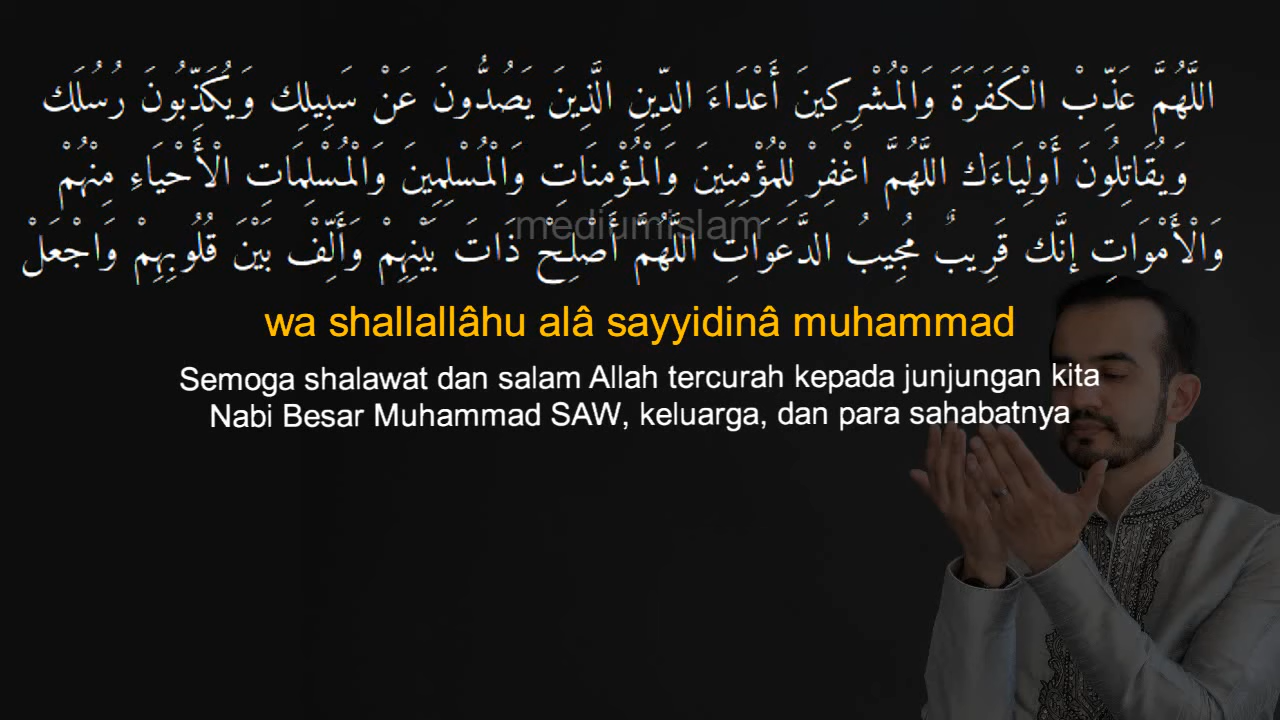 اللَّهُمَّ عَذِّبْ الْكَفَرَةَ وَالْمُشْرِكِينَ أَعْدَاءَ الدِّينِ الَّذِينَ يَصُدُّونَ عَنْ سَبِيلِك وَيُكَذِّبُونَ رُسُلَك
وَيُقَاتِلُونَ أَوْلِيَاءَك اللَّهُمَّ اغْفِرْ لِلْمُؤْمِنِينَ وَالْمُؤْمِنَاتِ وَالْمُسْلِمِينَ وَالْمُسْلِمَاتِ الْأَحْيَاءِ مِنْهُمْ
mediumislam
وَالْأَمْوَاتِ إنَّك قَرِيبٌ مُجِيبُ الدَّعَوَاتِ اللَّهُمَّ أَصْلِحْ ذَاتَ بَيْنِهِمْ وَأَلِّفْ بَيْنَ قُلُوبِهِمْ وَاجْعَلْ
wa shallallâhu alâ sayyidinâ muhammad
Semoga shalawat dan salam Allah tercurah kepada junjungan kita
Nabi Besar Muhammad SAW, keluarga, dan para sahabatnya